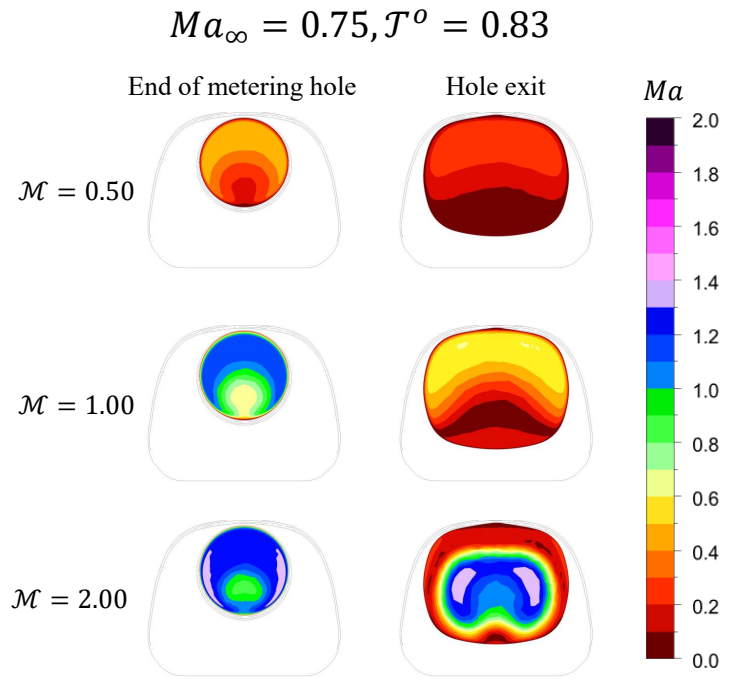 Ma∞ = 0.75, 𝒯° = 0.83
End of metering hole
Hole exit
Ma
ℳ = 0.50
ℳ = 1.00
ℳ = 2.00
2.0
1.8
1.6
1.4
1.2
1.0
0.8
0.6
0.4
0.2
0.0